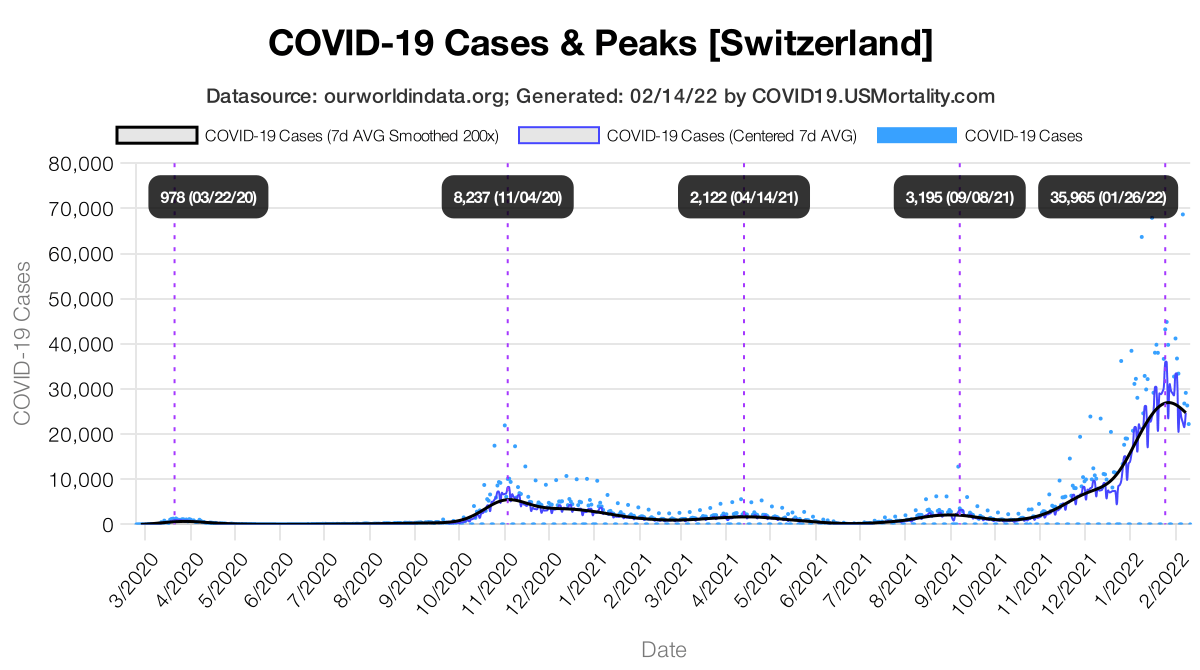 COVID-19 Cases & Peaks [Switzerland]
Datasource: ourworldindata.org; Generated: 02/14/22 by COVID19.USMortality.com
COVID-19 Cases (7d AVG Smoothed 200x) COVID-19 Cases (Centered 7d AVG) COVID-19 Cases
80,000
978 (03/22/20) 8,237 (11/04/20) 2,122 (04/14/21) 3,195 (09/08/21) 35,965 (01/26/22)
70,000
60,000
50,000
40,000
30,000
20,000
10,000
0
COVID-19 Cases
3/2020 4/2020 5/2020 6/2020 7/2020 8/2020 9/2020 10/2020 11/2020 12/2020 1/2021 2/2021 3/2021 4/2021 5/2021 6/2021 7/2021 8/2021 9/2021 10/2021 11/2021 12/2021 1/2022 2/2022
Date